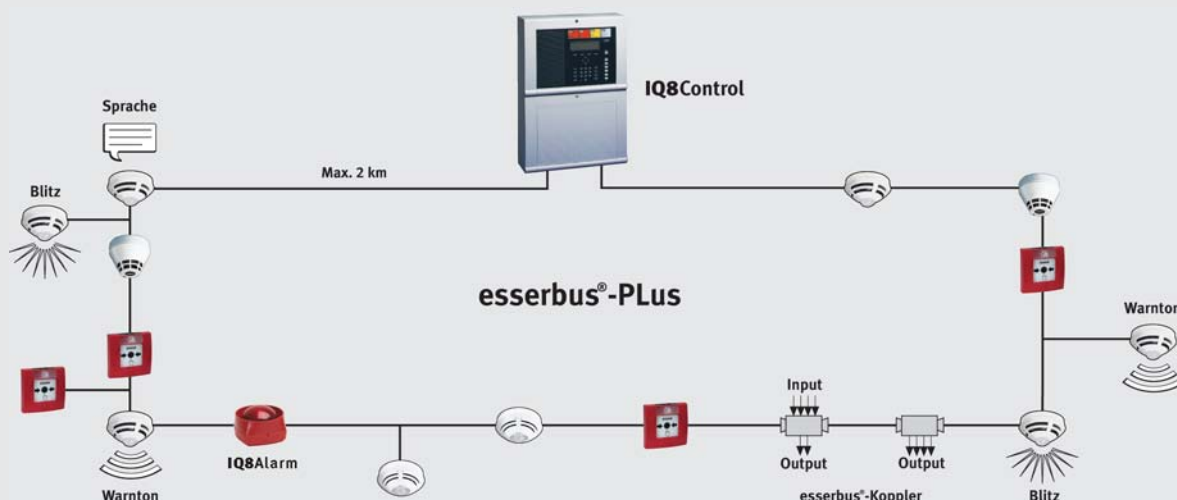 IQ8Control
Sprache
Max. 2 km
Blitz
esserbus®-PLus
Warnton
Input
IQ8Alarm
Output
Output
Warnton
esserbus®-Koppler
Blitz